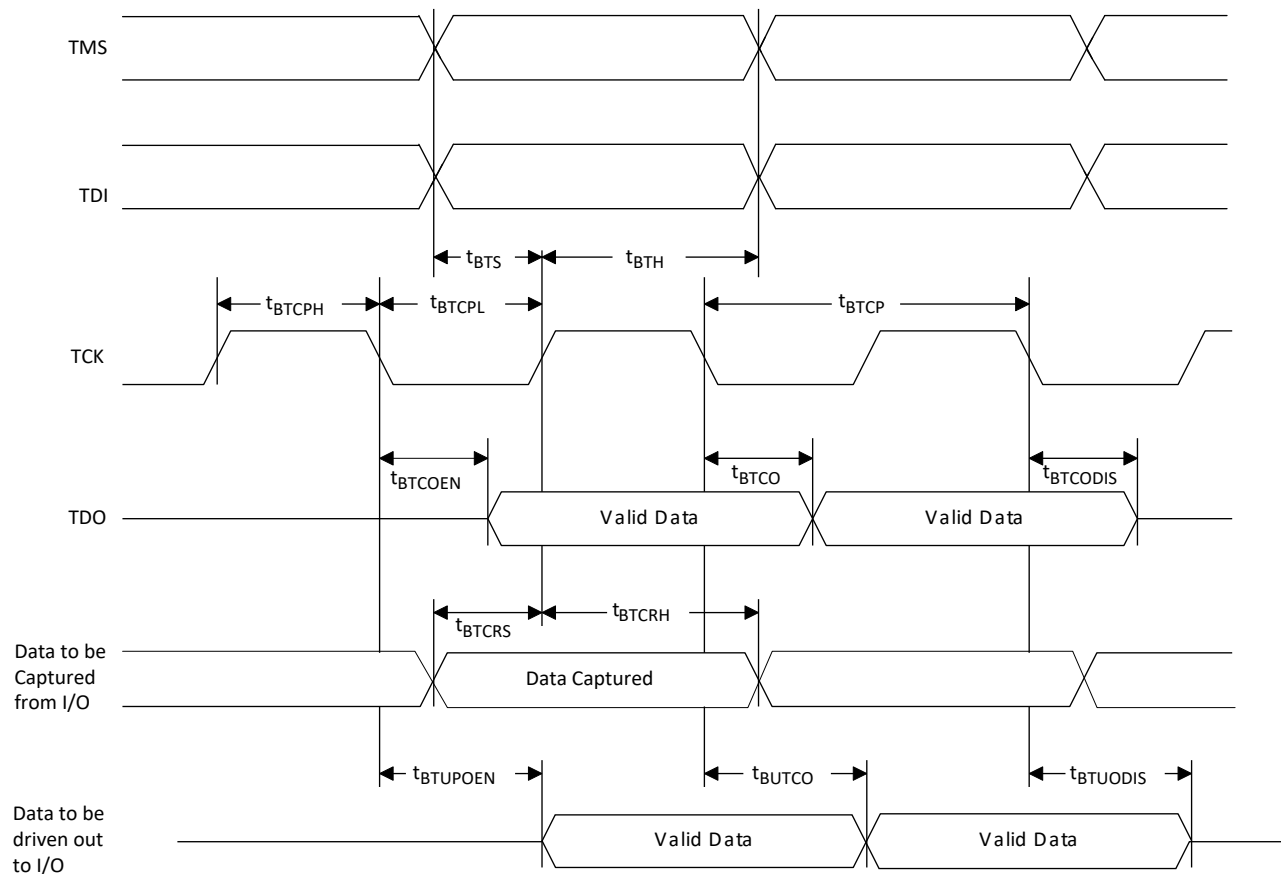 TMS
TDI
tBTS
tBTH
tBTCPH
tBTCPL
tBTCP
TCK
tBTCOEN
tBTCO
tBTCODIS
TDO
Valid Data
Valid Data
tBTCRS
tBTCRH
Data to be
Captured
from I/O
Data Captured
tBTUPOEN
tBUTCO
tBTUODIS
Data to be
driven out
to I/O
Valid Data
Valid Data